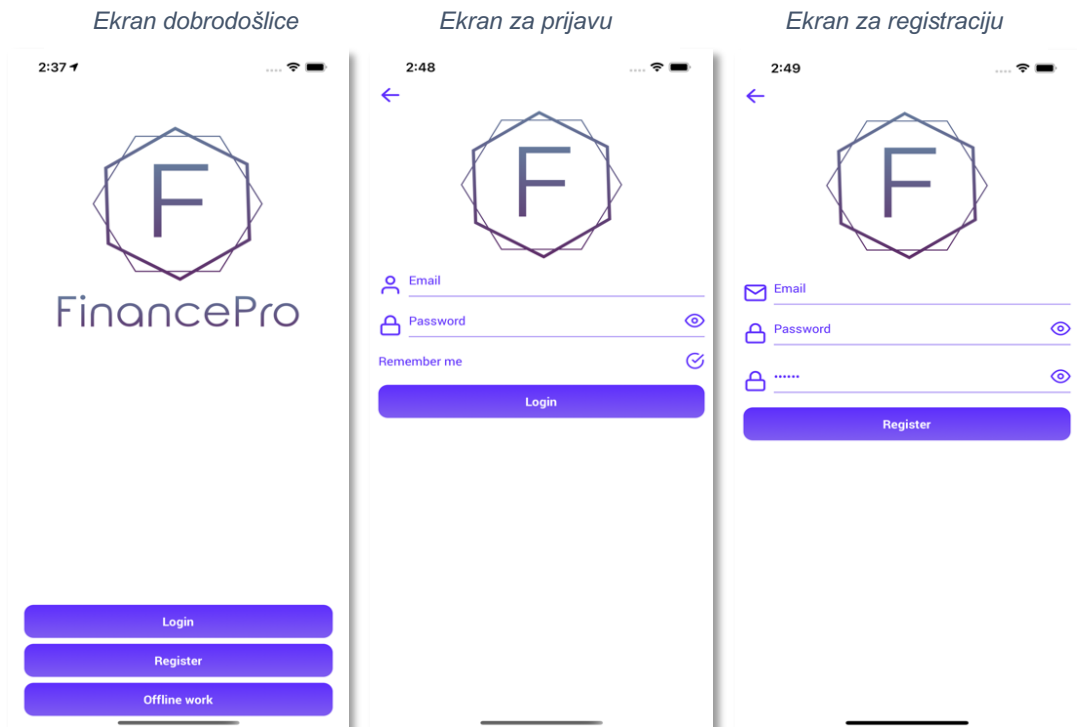 Ekran dobrodošlice
Ekran za prijavu
Ekran za registraciju
2:37
F
FinancePro
Login
Register
Offline work
2:48
F
Email
Password
Remember me
Login
2:49
F
Email
Password
••••••
Register